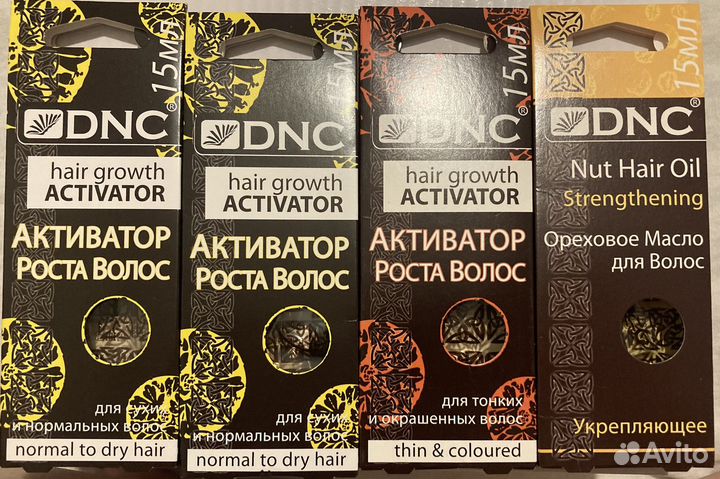 15мл
DNC®
hair growth
ACTIVATOR
Активатор
Роста Волос
для сухих
и нормальных волос
normal to dry hair
15мл
DNC®
hair growth
ACTIVATOR
Активатор
Роста Волос
для сухих
и нормальных волос
normal to dry hair
15мл
DNC®
hair growth
ACTIVATOR
Активатор
Роста Волос
для тонких
и окрашенных волос
thin & coloured
15мл
DNC®
Nut Hair Oil
Strengthening
Ореховое Масло
для Волос
Укрепляющее
Avito